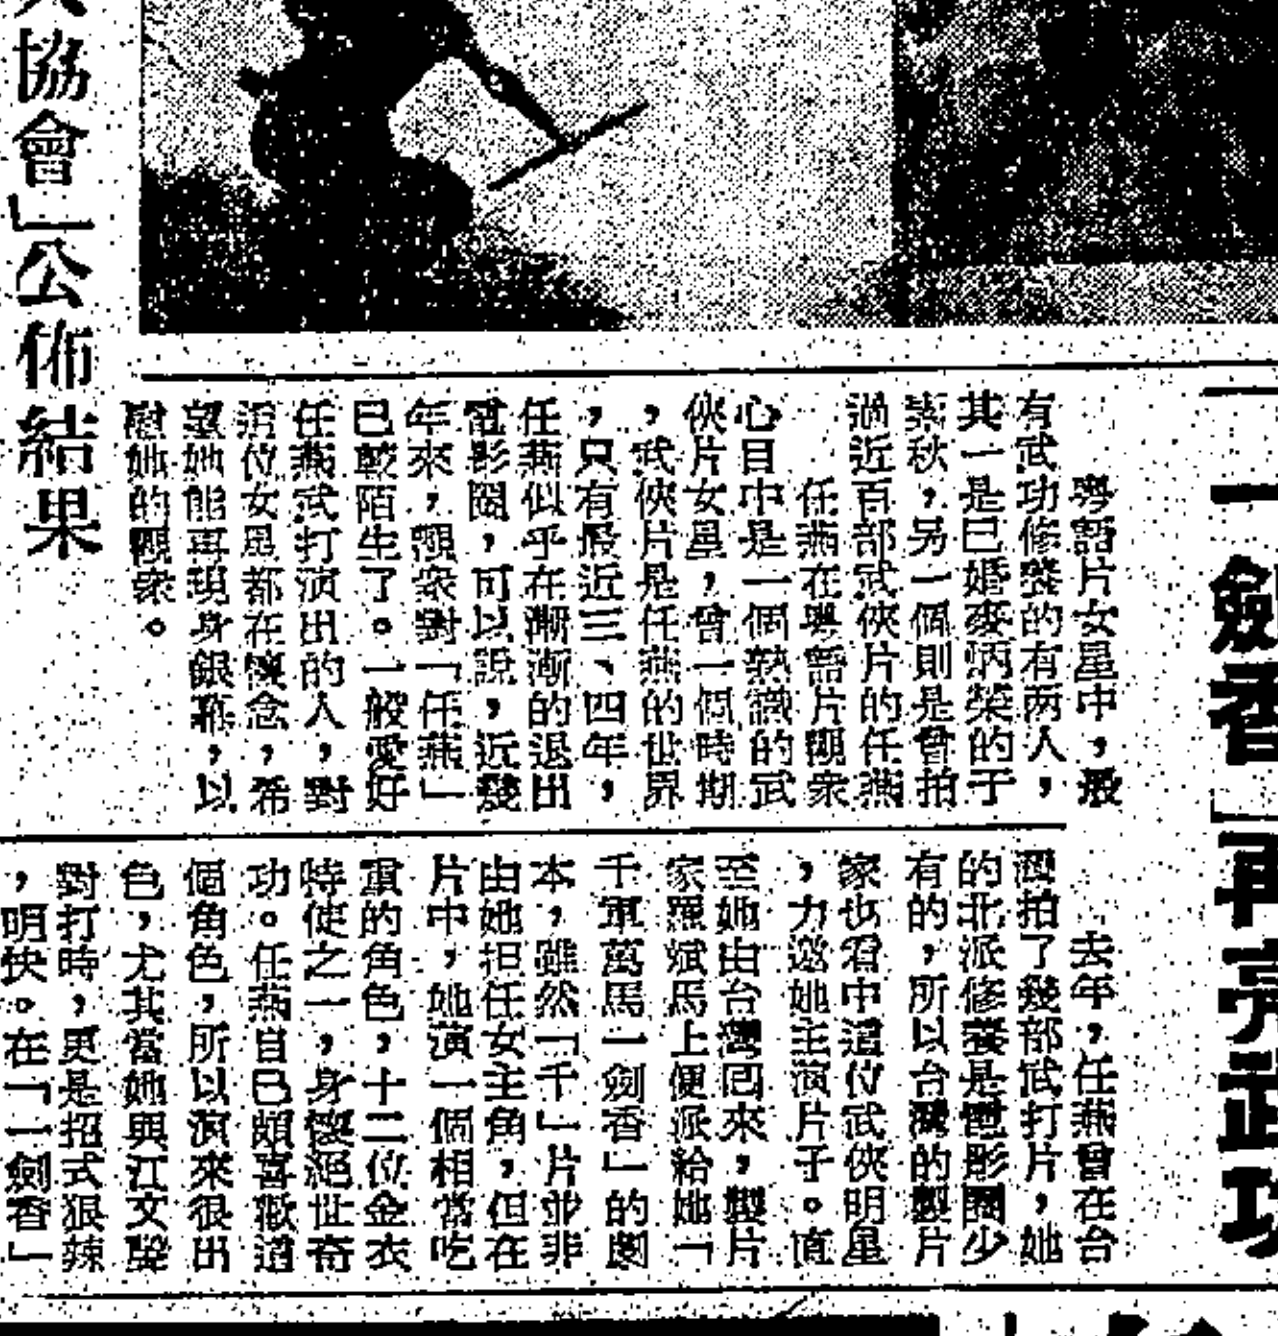 一劍香」再亮武功
粵語片女星中，最
有武功修養的有两人，
其一是已婚麥炳榮的于
素秋，另一個則是曾拍
過近百部武俠片的任燕
任燕在粵語片觀衆
心目中是一個熟識的武
俠片女星，曾一個時期
，武俠片是任燕的世界
，只有最近三、四年，
任燕似乎在漸漸的退出
電影圈，可以說，近幾
年來，觀衆對「任燕」
已較陌生了。一般愛好
任燕武打演出的人，對
這位女星都在懷念，希
望她能再現身銀幕，以
慰她的觀衆。
去年，任燕曾在台
灣拍了幾部武打片，她
的北派修養是電影圈少
有的，所以台灣的製片
家也看中這位武俠明星
，力邀她主演片子。直
至她由台灣回來，製片
家羅斌馬上便派給她「
千軍萬馬一劍香」的劇
本，雖然「千」片並非
由她担任女主角，但在
片中，她演一個相當吃
重的角色，十二位金衣
特使之一，身懷絕世奇
功。任燕自己頗喜歡這
個角色，所以演來很出
色，尤其當她與江文聲
對打時，更是招式狠辣
，明快。在「一劍香」
協會」公佈結果